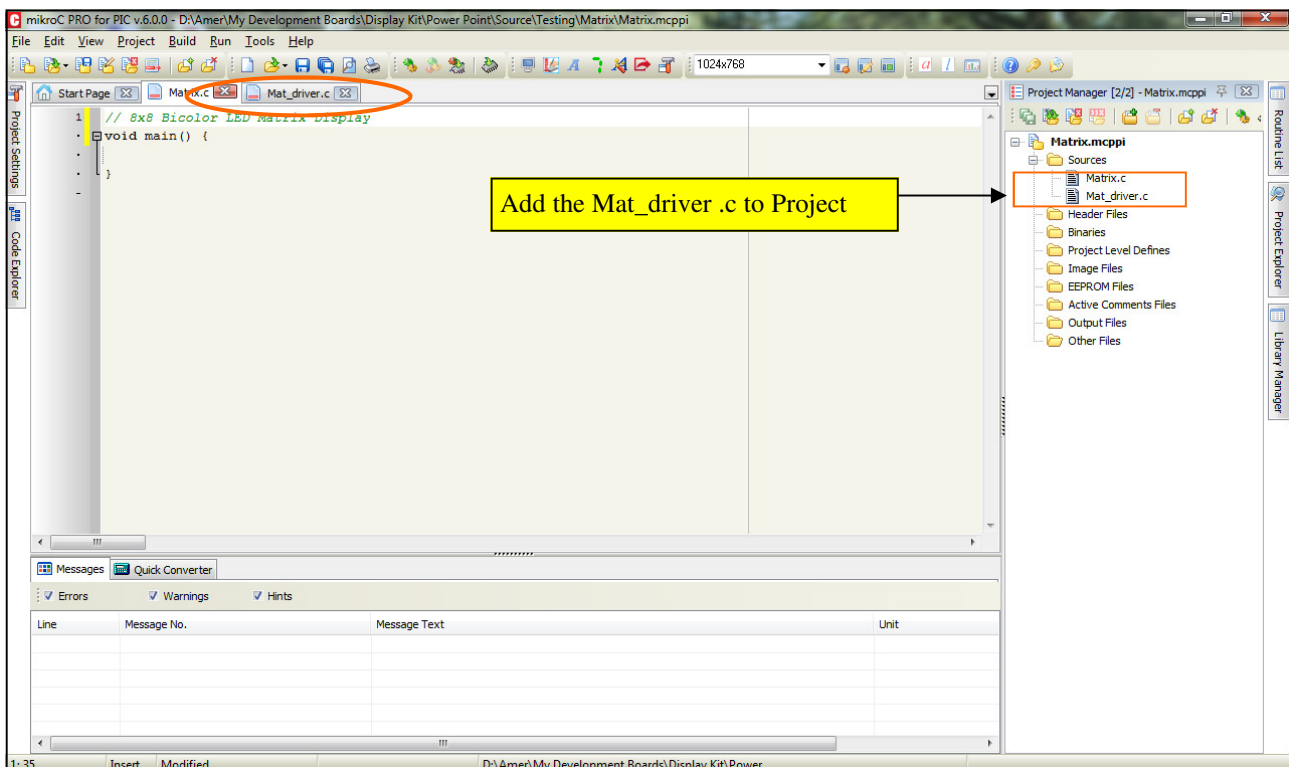 mikroC PRO for PIC v.6.0.0 - D:\Amer\My Development Boards\Display Kit\Power Point\Source\Testing\Matrix\Matrix.mcppi
File Edit View Project Build Run Tools Help
1024x768
Start Page Matrix.c Mat_driver.c
Project Manager [2/2] - Matrix.mcppi
Project Settings
Code Explorer
1 // 8x8 Bicolor LED Matrix Display
void main() {
}
Add the Mat_driver .c to Project
Matrix.mcppi
Sources
Matrix.c
Mat_driver.c
Header Files
Binaries
Project Level Defines
Image Files
EEPROM Files
Active Comments Files
Output Files
Other Files
Routine List
Project Explorer
Library Manager
Messages Quick Converter
Errors Warnings Hints
Line Message No. Message Text Unit
1: 35 Insert Modified D:\Amer\My Development Boards\Display Kit\Power